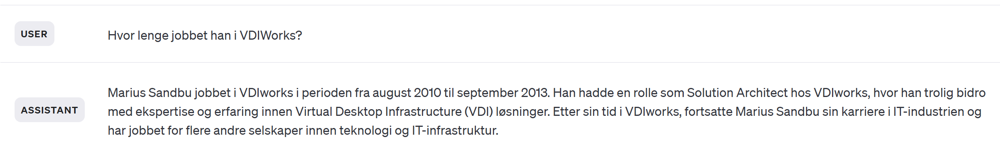 USER
Hvor lenge jobbet han i VDIWorks?
ASSISTANT
Marius Sandbu jobbet i VDIworks i perioden fra august 2010 til september 2013. Han hadde en rolle som Solution Architect hos VDIworks, hvor han trolig bidro
med ekspertise og erfaring innen Virtual Desktop Infrastructure (VDI) løsninger. Etter sin tid i VDIworks, fortsatte Marius Sandbu sin karriere i IT-industrien og
har jobbet for flere andre selskaper innen teknologi og IT-infrastruktur.